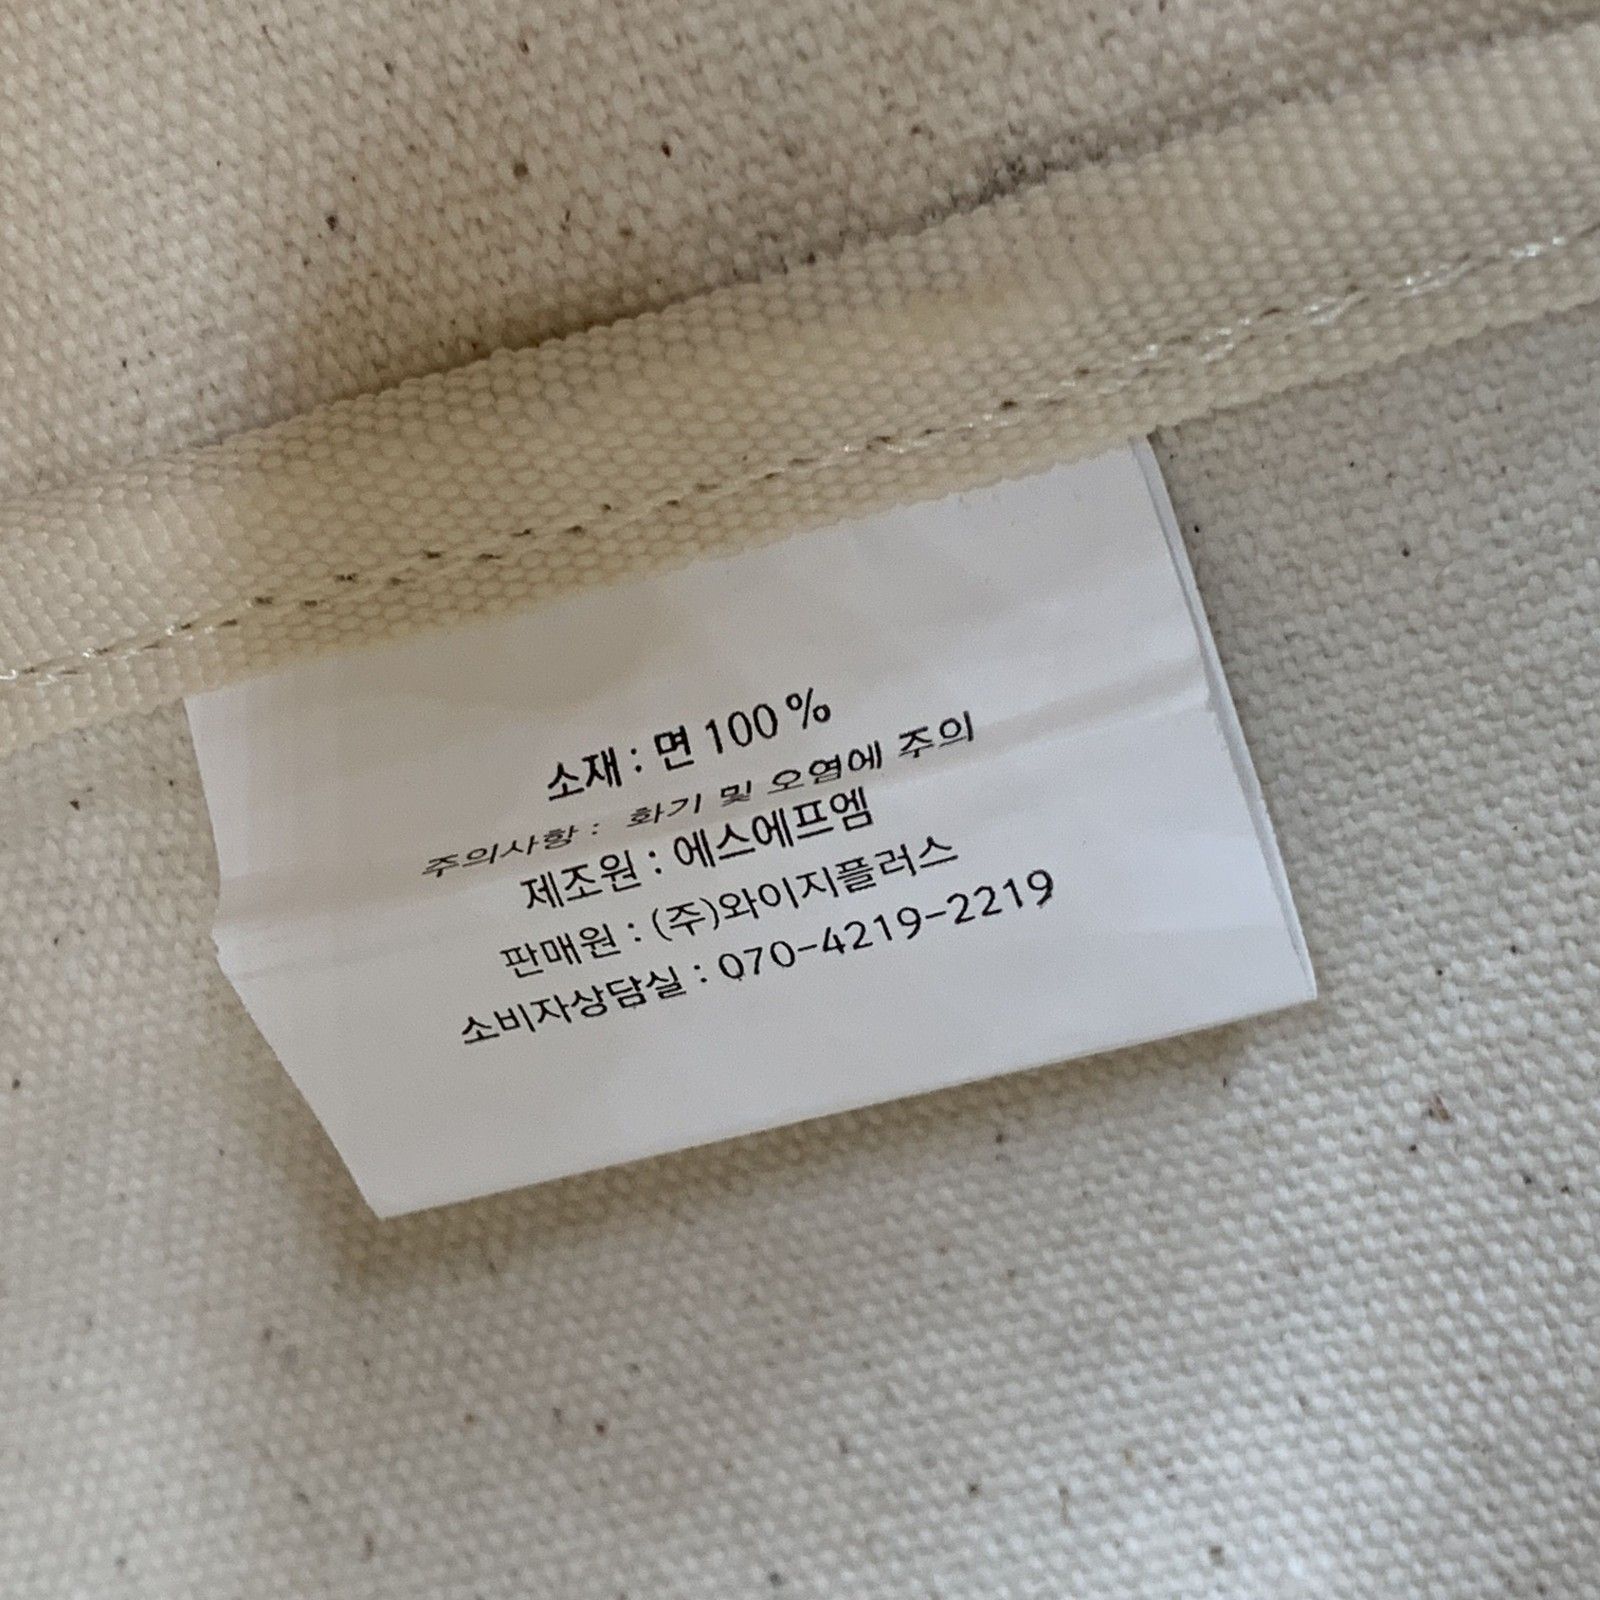 소재 : 면 100 %
주의사항 : 화기 및 오염에 주의
제조원 : 에스에프엠
판매원 : (주)와이지플러스
소비자상담실 : 070-4219-2219